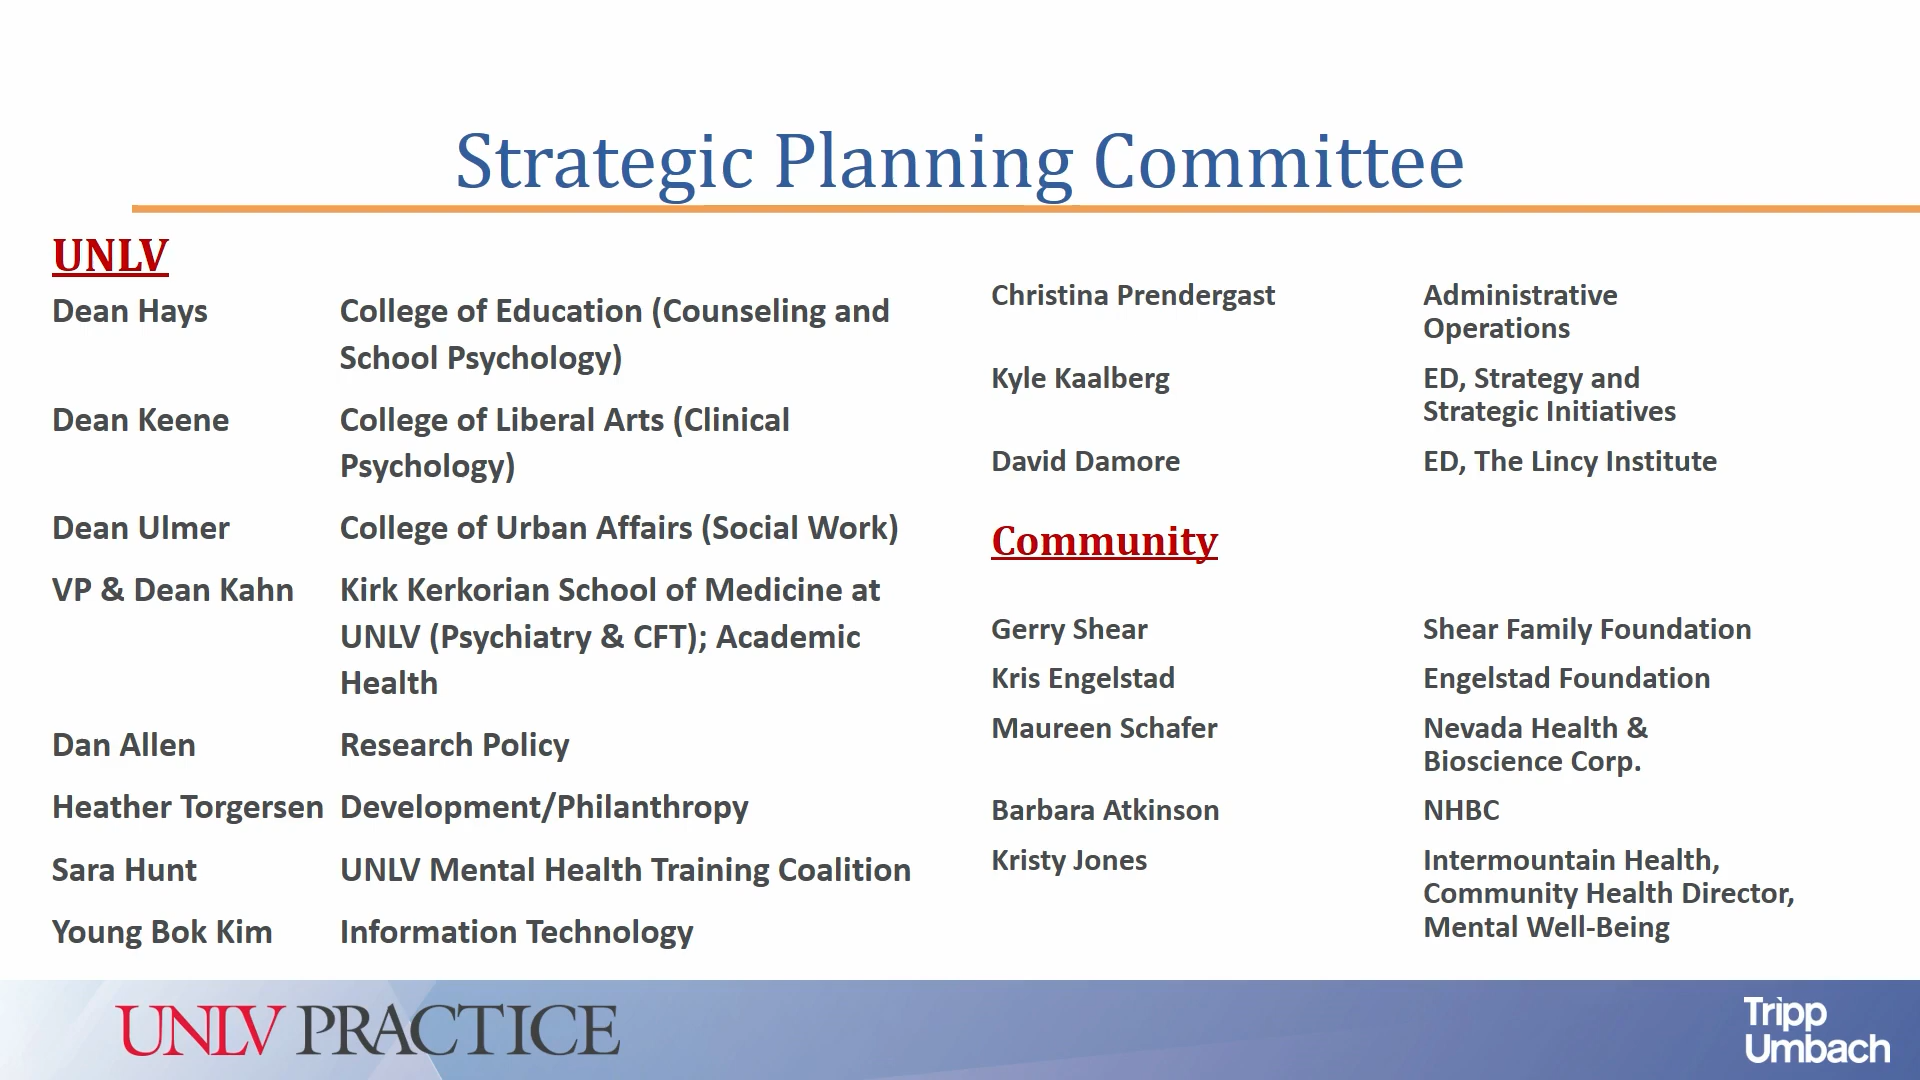 Strategic Planning Committee
UNLV
Dean Hays College of Education (Counseling and
School Psychology)
Dean Keene College of Liberal Arts (Clinical
Psychology)
Dean Ulmer College of Urban Affairs (Social Work)
VP & Dean Kahn Kirk Kerkorian School of Medicine at
UNLV (Psychiatry & CFT); Academic
Health
Dan Allen Research Policy
Heather Torgersen Development/Philanthropy
Sara Hunt UNLV Mental Health Training Coalition
Young Bok Kim Information Technology
Christina Prendergast Administrative
Operations
Kyle Kaalberg ED, Strategy and
Strategic Initiatives
David Damore ED, The Lincy Institute
Community
Gerry Shear Shear Family Foundation
Kris Engelstad Engelstad Foundation
Maureen Schafer Nevada Health &
Bioscience Corp.
Barbara Atkinson NHBC
Kristy Jones Intermountain Health,
Community Health Director,
Mental Well-Being
UNLV PRACTICE
Tripp
Umbach